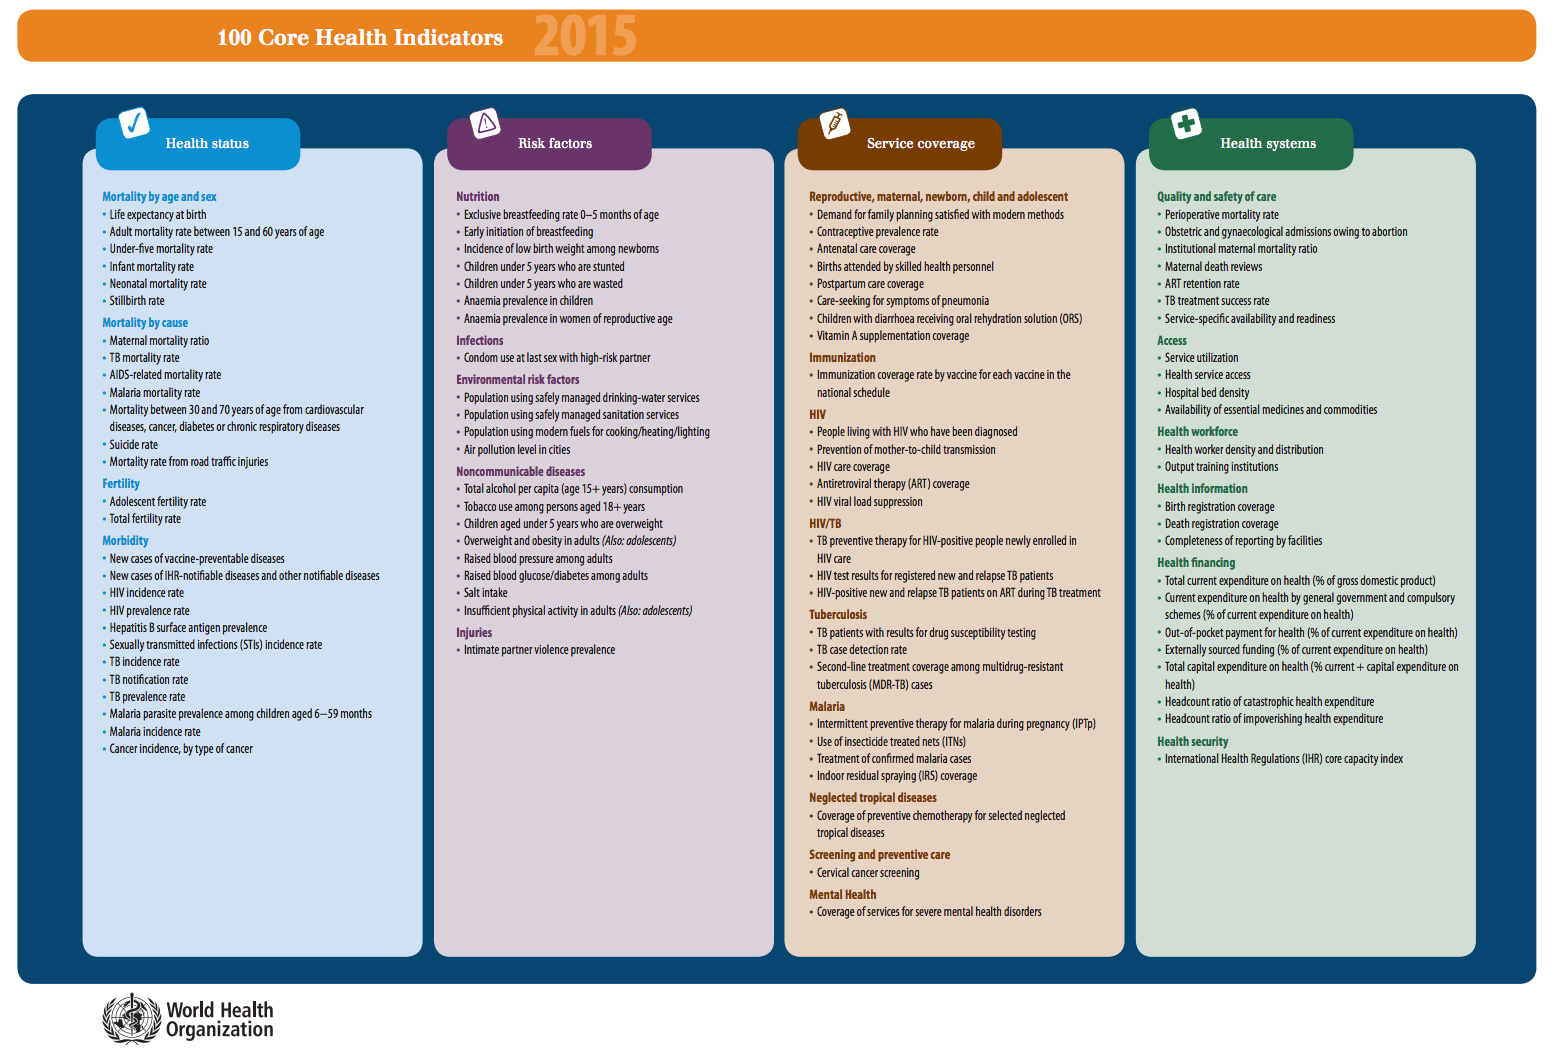 100 Core Health Indicators 2015
Health status
Mortality by age and sex
• Life expectancy at birth
• Adult mortality rate between 15 and 60 years of age
• Under-five mortality rate
• Infant mortality rate
• Neonatal mortality rate
• Stillbirth rate
Mortality by cause
• Maternal mortality ratio
• TB mortality rate
• AIDS-related mortality rate
• Malaria mortality rate
• Mortality between 30 and 70 years of age from cardiovascular
diseases, cancer, diabetes or chronic respiratory diseases
• Suicide rate
• Mortality rate from road traffic injuries
Fertility
• Adolescent fertility rate
• Total fertility rate
Morbidity
• New cases of vaccine-preventable diseases
• New cases of IHR-notifiable diseases and other notifiable diseases
• HIV incidence rate
• HIV prevalence rate
• Hepatitis B surface antigen prevalence
• Sexually transmitted infections (STIs) incidence rate
• TB incidence rate
• TB notification rate
• TB prevalence rate
• Malaria parasite prevalence among children aged 6–59 months
• Malaria incidence rate
• Cancer incidence, by type of cancer
Risk factors
Nutrition
• Exclusive breastfeeding rate 0–5 months of age
• Early initiation of breastfeeding
• Incidence of low birth weight among newborns
• Children under 5 years who are stunted
• Children under 5 years who are wasted
• Anaemia prevalence in children
• Anaemia prevalence in women of reproductive age
Infections
• Condom use at last sex with high-risk partner
Environmental risk factors
• Population using safely managed drinking-water services
• Population using safely managed sanitation services
• Population using modern fuels for cooking/heating/lighting
• Air pollution level in cities
Noncommunicable diseases
• Total alcohol per capita (age 15+ years) consumption
• Tobacco use among persons aged 18+ years
• Children aged under 5 years who are overweight
• Overweight and obesity in adults (Also: adolescents)
• Raised blood pressure among adults
• Raised blood glucose/diabetes among adults
• Salt intake
• Insufficient physical activity in adults (Also: adolescents)
Injuries
• Intimate partner violence prevalence
Service coverage
Reproductive, maternal, newborn, child and adolescent
• Demand for family planning satisfied with modern methods
• Contraceptive prevalence rate
• Antenatal care coverage
• Births attended by skilled health personnel
• Postpartum care coverage
• Care-seeking for symptoms of pneumonia
• Children with diarrhoea receiving oral rehydration solution (ORS)
• Vitamin A supplementation coverage
Immunization
• Immunization coverage rate by vaccine for each vaccine in the
national schedule
HIV
• People living with HIV who have been diagnosed
• Prevention of mother-to-child transmission
• HIV care coverage
• Antiretroviral therapy (ART) coverage
• HIV viral load suppression
HIV/TB
• TB preventive therapy for HIV-positive people newly enrolled in
HIV care
• HIV test results for registered new and relapse TB patients
• HIV-positive new and relapse TB patients on ART during TB treatment
Tuberculosis
• TB patients with results for drug susceptibility testing
• TB case detection rate
• Second-line treatment coverage among multidrug-resistant
tuberculosis (MDR-TB) cases
Malaria
• Intermittent preventive therapy for malaria during pregnancy (IPTp)
• Use of insecticide treated nets (ITNs)
• Treatment of confirmed malaria cases
• Indoor residual spraying (IRS) coverage
Neglected tropical diseases
• Coverage of preventive chemotherapy for selected neglected
tropical diseases
Screening and preventive care
• Cervical cancer screening
Mental Health
• Coverage of services for severe mental health disorders
Health systems
Quality and safety of care
• Perioperative mortality rate
• Obstetric and gynaecological admissions owing to abortion
• Institutional maternal mortality ratio
• Maternal death reviews
• ART retention rate
• TB treatment success rate
• Service-specific availability and readiness
Access
• Service utilization
• Health service access
• Hospital bed density
• Availability of essential medicines and commodities
Health workforce
• Health worker density and distribution
• Output training institutions
Health information
• Birth registration coverage
• Death registration coverage
• Completeness of reporting by facilities
Health financing
• Total current expenditure on health (% of gross domestic product)
• Current expenditure on health by general government and compulsory
schemes (% of current expenditure on health)
• Out-of-pocket payment for health (% of current expenditure on health)
• Externally sourced funding (% of current expenditure on health)
• Total capital expenditure on health (% current + capital expenditure on
health)
• Headcount ratio of catastrophic health expenditure
• Headcount ratio of impoverishing health expenditure
Health security
• International Health Regulations (IHR) core capacity index
World Health
Organization